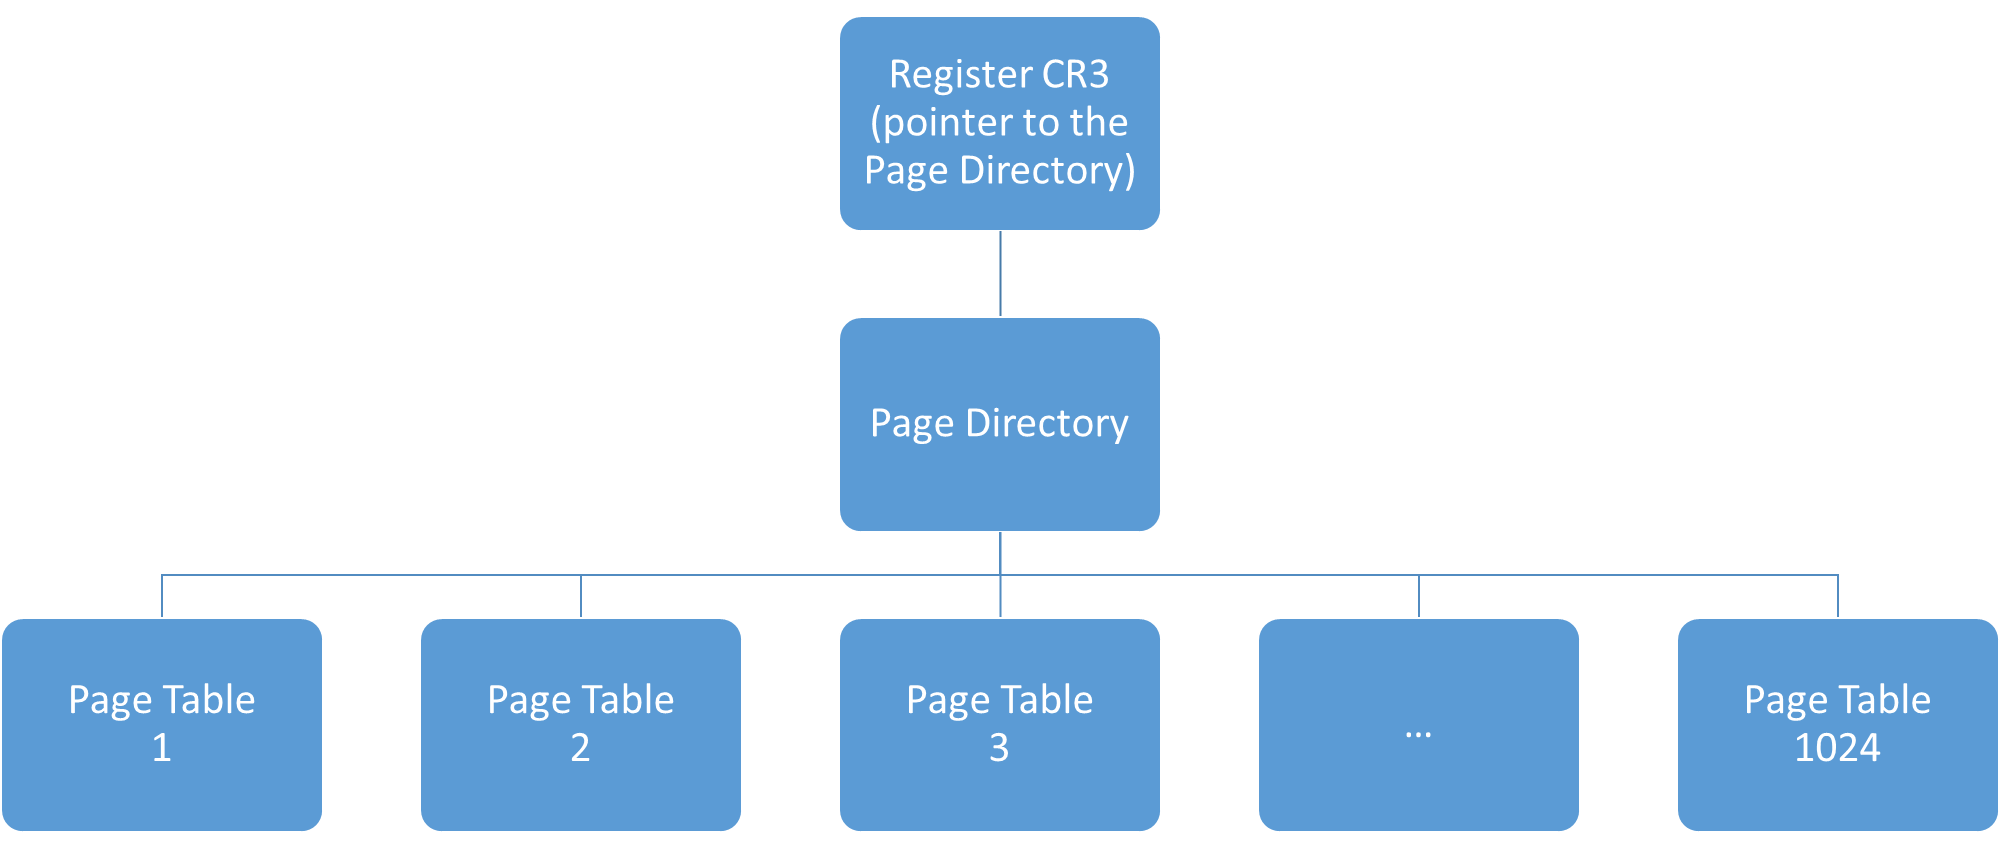 Register CR3
(pointer to the
Page Directory)
Page Directory
Page Table
1
Page Table
2
Page Table
3
...
Page Table
1024